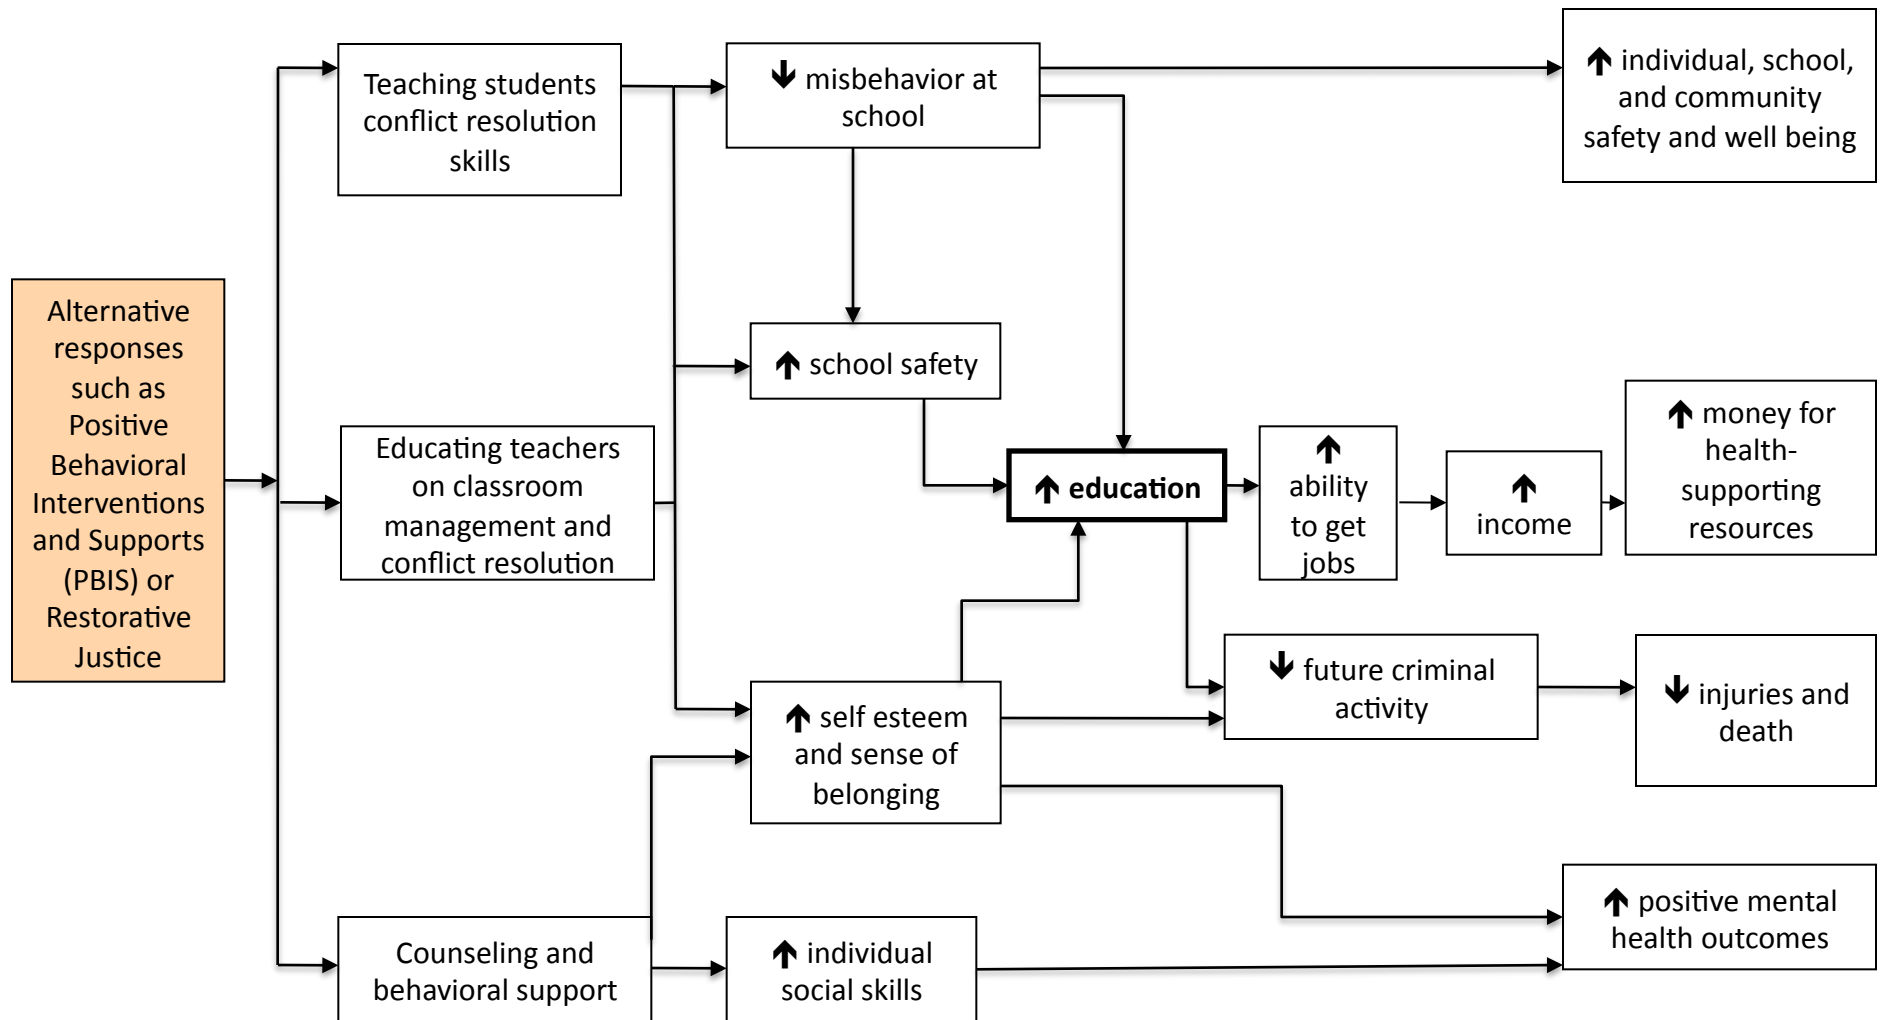 Alternative
responses
such as
Positive
Behavioral
Interventions
and Supports
(PBIS) or
Restorative
Justice
Teaching students
conflict resolution
skills
Educating teachers
on classroom
management and
conflict resolution
Counseling and
behavioral support
🡫 misbehavior at
school
🡩 school safety
🡩 self esteem
and sense of
belonging
🡩 individual
social skills
🡩 education
🡩
ability
to get
jobs
🡩
income
🡫 future criminal
activity
🡩 individual, school,
and community
safety and well being
🡩 money for
health-
supporting
resources
🡫 injuries and
death
🡩 positive mental
health outcomes